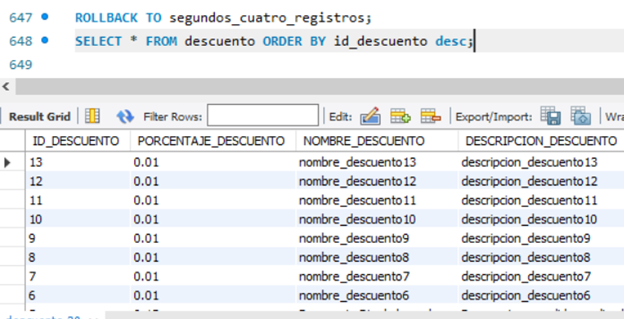 647 ROLLBACK TO segundos_cuatro_registros;
648 SELECT * FROM descuento ORDER BY id_descuento desc;
649
Result Grid Filter Rows: Edit: Export/Import: Wra
ID_DESCUENTO PORCENTAJE_DESCUENTO NOMBRE_DESCUENTO DESCRIPCION_DESCUENTO
13 0.01 nombre_descuento13 descripcion_descuento13
12 0.01 nombre_descuento12 descripcion_descuento12
11 0.01 nombre_descuento11 descripcion_descuento11
10 0.01 nombre_descuento10 descripcion_descuento10
9 0.01 nombre_descuento9 descripcion_descuento9
8 0.01 nombre_descuento8 descripcion_descuento8
7 0.01 nombre_descuento7 descripcion_descuento7
6 0.01 nombre_descuento6 descripcion_descuento6